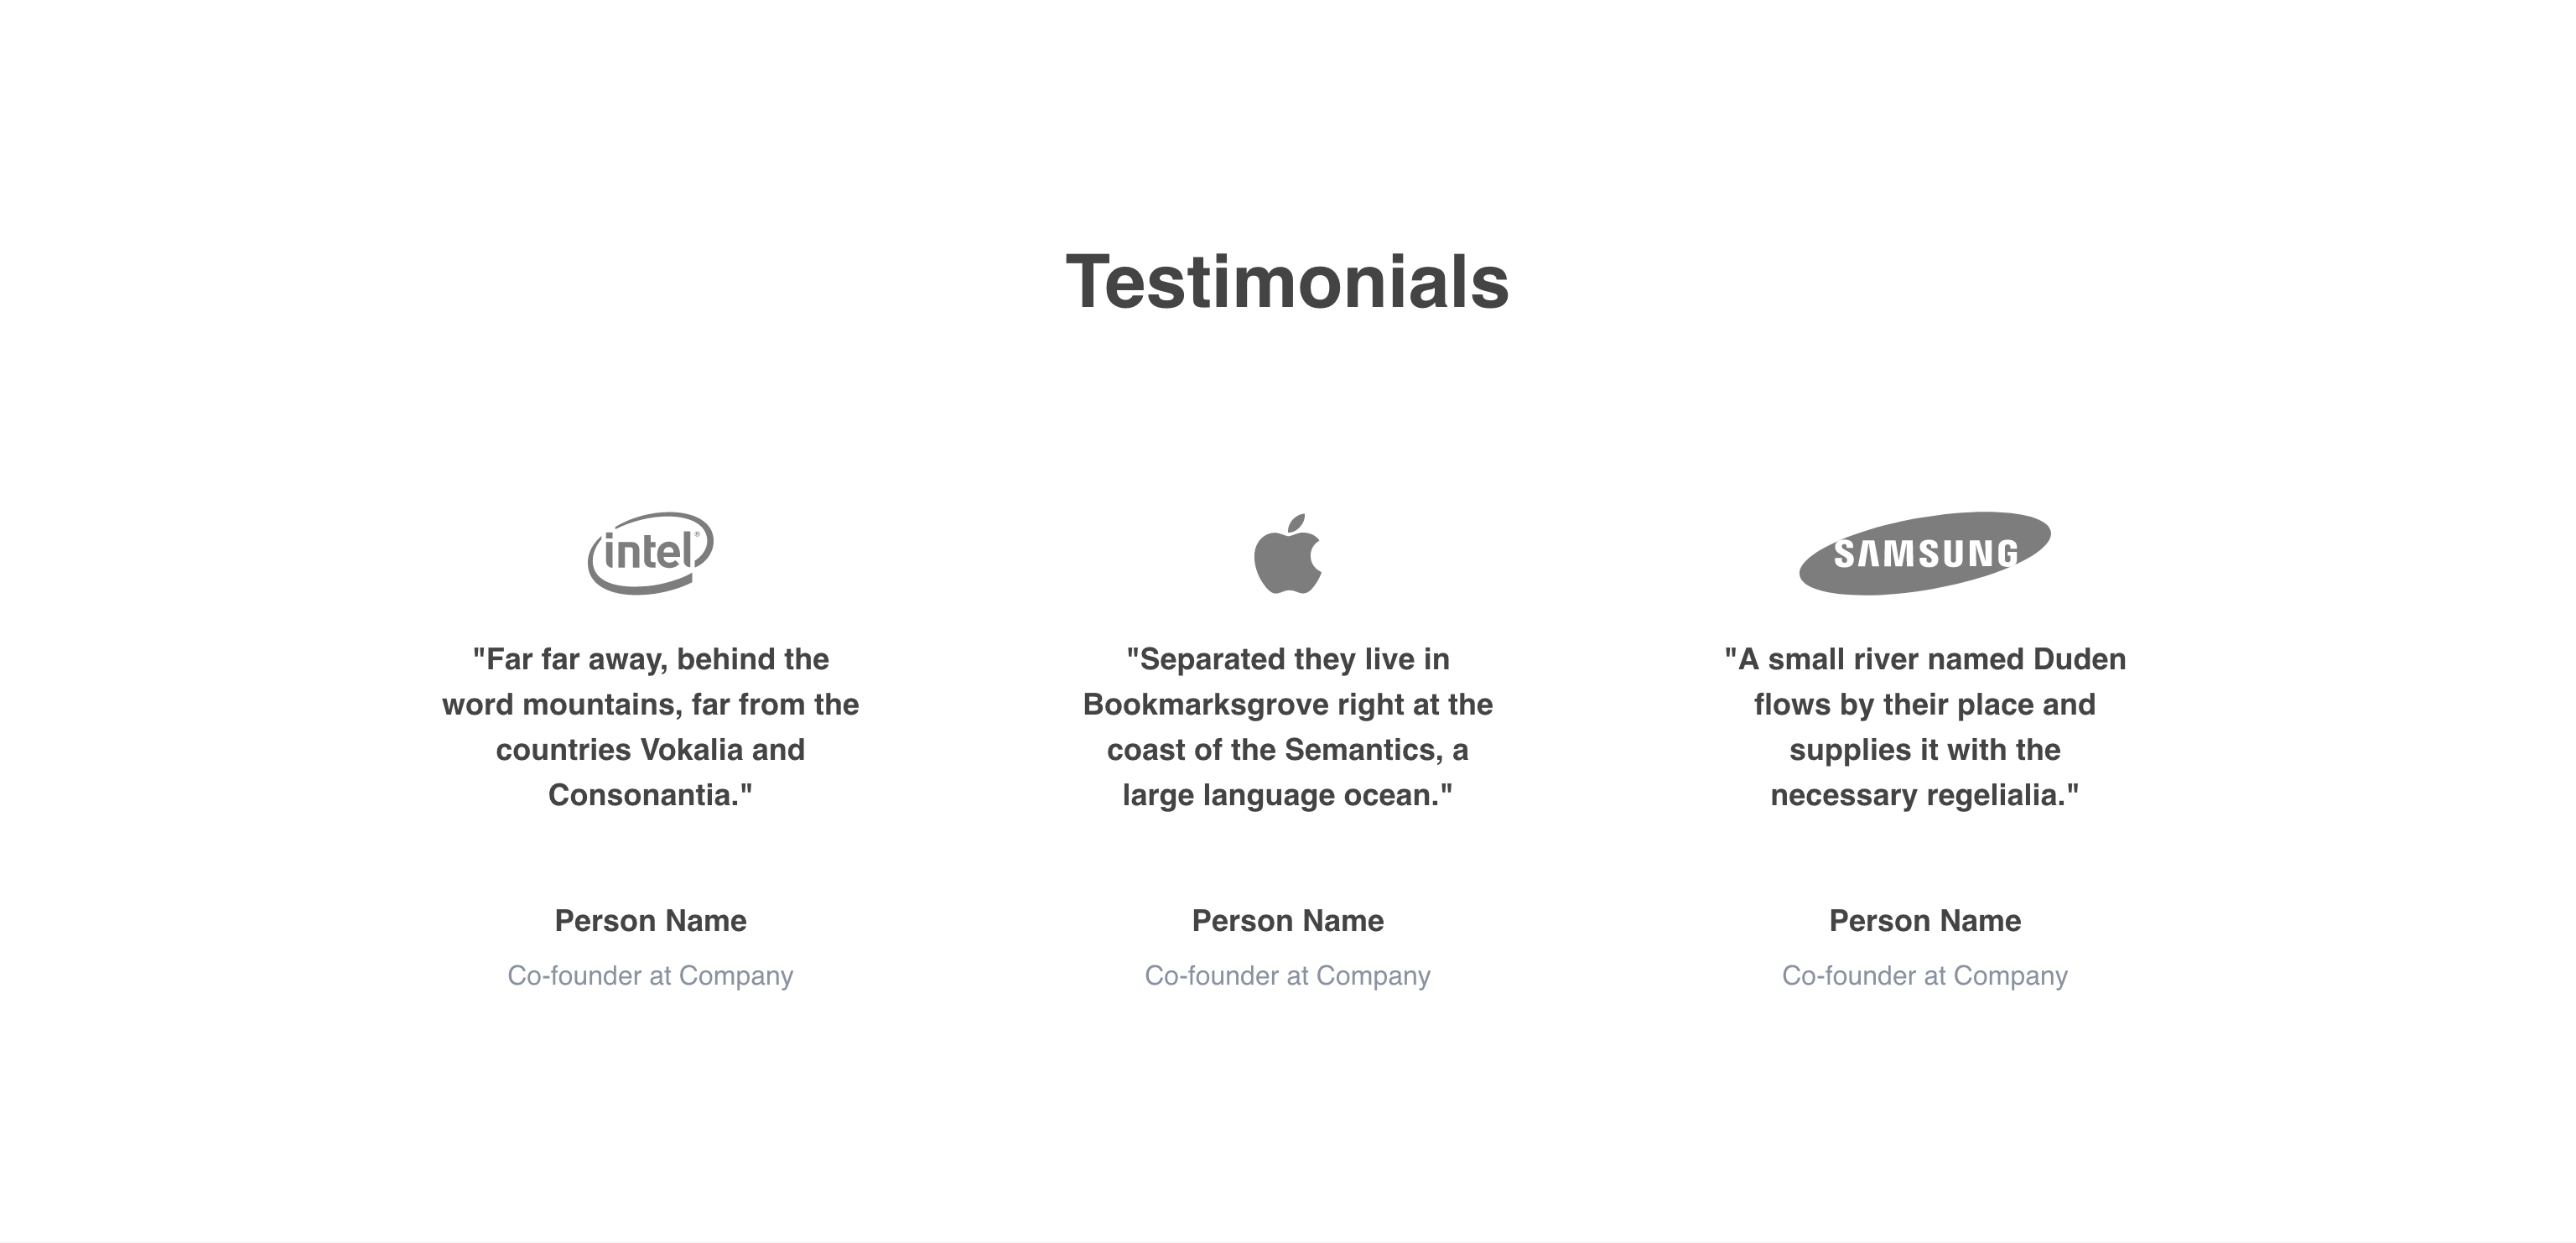 Testimonials
intel®
SAMSUNG
"Far far away, behind the
word mountains, far from the
countries Vokalia and
Consonantia."
Person Name
Co-founder at Company
"Separated they live in
Bookmarksgrove right at the
coast of the Semantics, a
large language ocean."
Person Name
Co-founder at Company
"A small river named Duden
flows by their place and
supplies it with the
necessary regelialia."
Person Name
Co-founder at Company